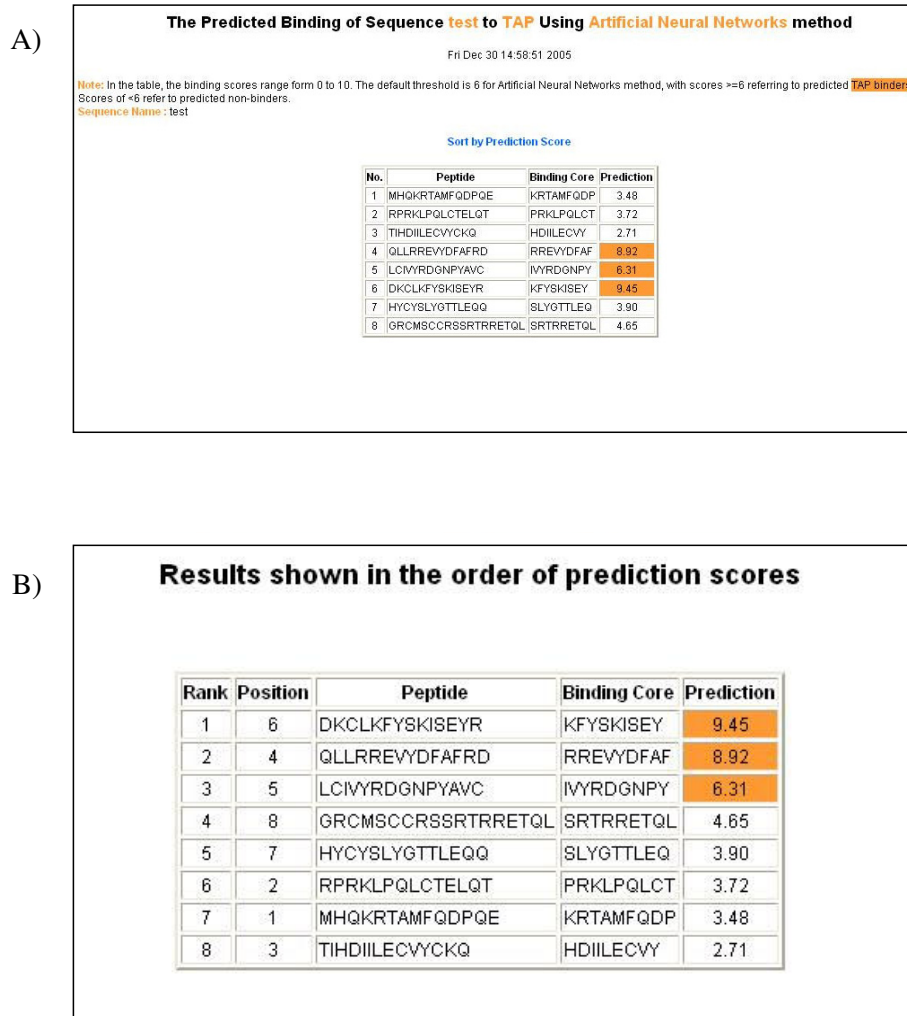 A)
The Predicted Binding of Sequence test to TAP Using Artificial Neural Networks method
Fri Dec 30 14:58:51 2005
Note: In the table, the binding scores range form 0 to 10. The default threshold is 6 for Artificial Neural Networks method, with scores >=6 referring to predicted TAP binders
Scores of <6 refer to predicted non-binders.
Sequence Name : test
Sort by Prediction Score
No. Peptide Binding Core Prediction
1 MHQKRTAMFQDPQE KRTAMFQDP 3.48
2 RPRKLPQLCTELQT PRKLPQLCT 3.72
3 TIHDIILECVYCKQ HDIILECVY 2.71
4 QLLRREVYDFAFRD RREVYDFAF 8.92
5 LCIVYRDGNPYAVC IVYRDGNPY 6.31
6 DKCLKFYSKISEYR KFYSKISEY 9.45
7 HYCYSLYGTTLEQQ SLYGTTLEQ 3.90
8 GRCMSCCRSSRTRRETQL SRTRRETQL 4.65
B)
Results shown in the order of prediction scores
Rank Position Peptide Binding Core Prediction
1 6 DKCLKFYSKISEYR KFYSKISEY 9.45
2 4 QLLRREVYDFAFRD RREVYDFAF 8.92
3 5 LCIVYRDGNPYAVC IVYRDGNPY 6.31
4 8 GRCMSCCRSSRTRRETQL SRTRRETQL 4.65
5 7 HYCYSLYGTTLEQQ SLYGTTLEQ 3.90
6 2 RPRKLPQLCTELQT PRKLPQLCT 3.72
7 1 MHQKRTAMFQDPQE KRTAMFQDP 3.48
8 3 TIHDIILECVYCKQ HDIILECVY 2.71